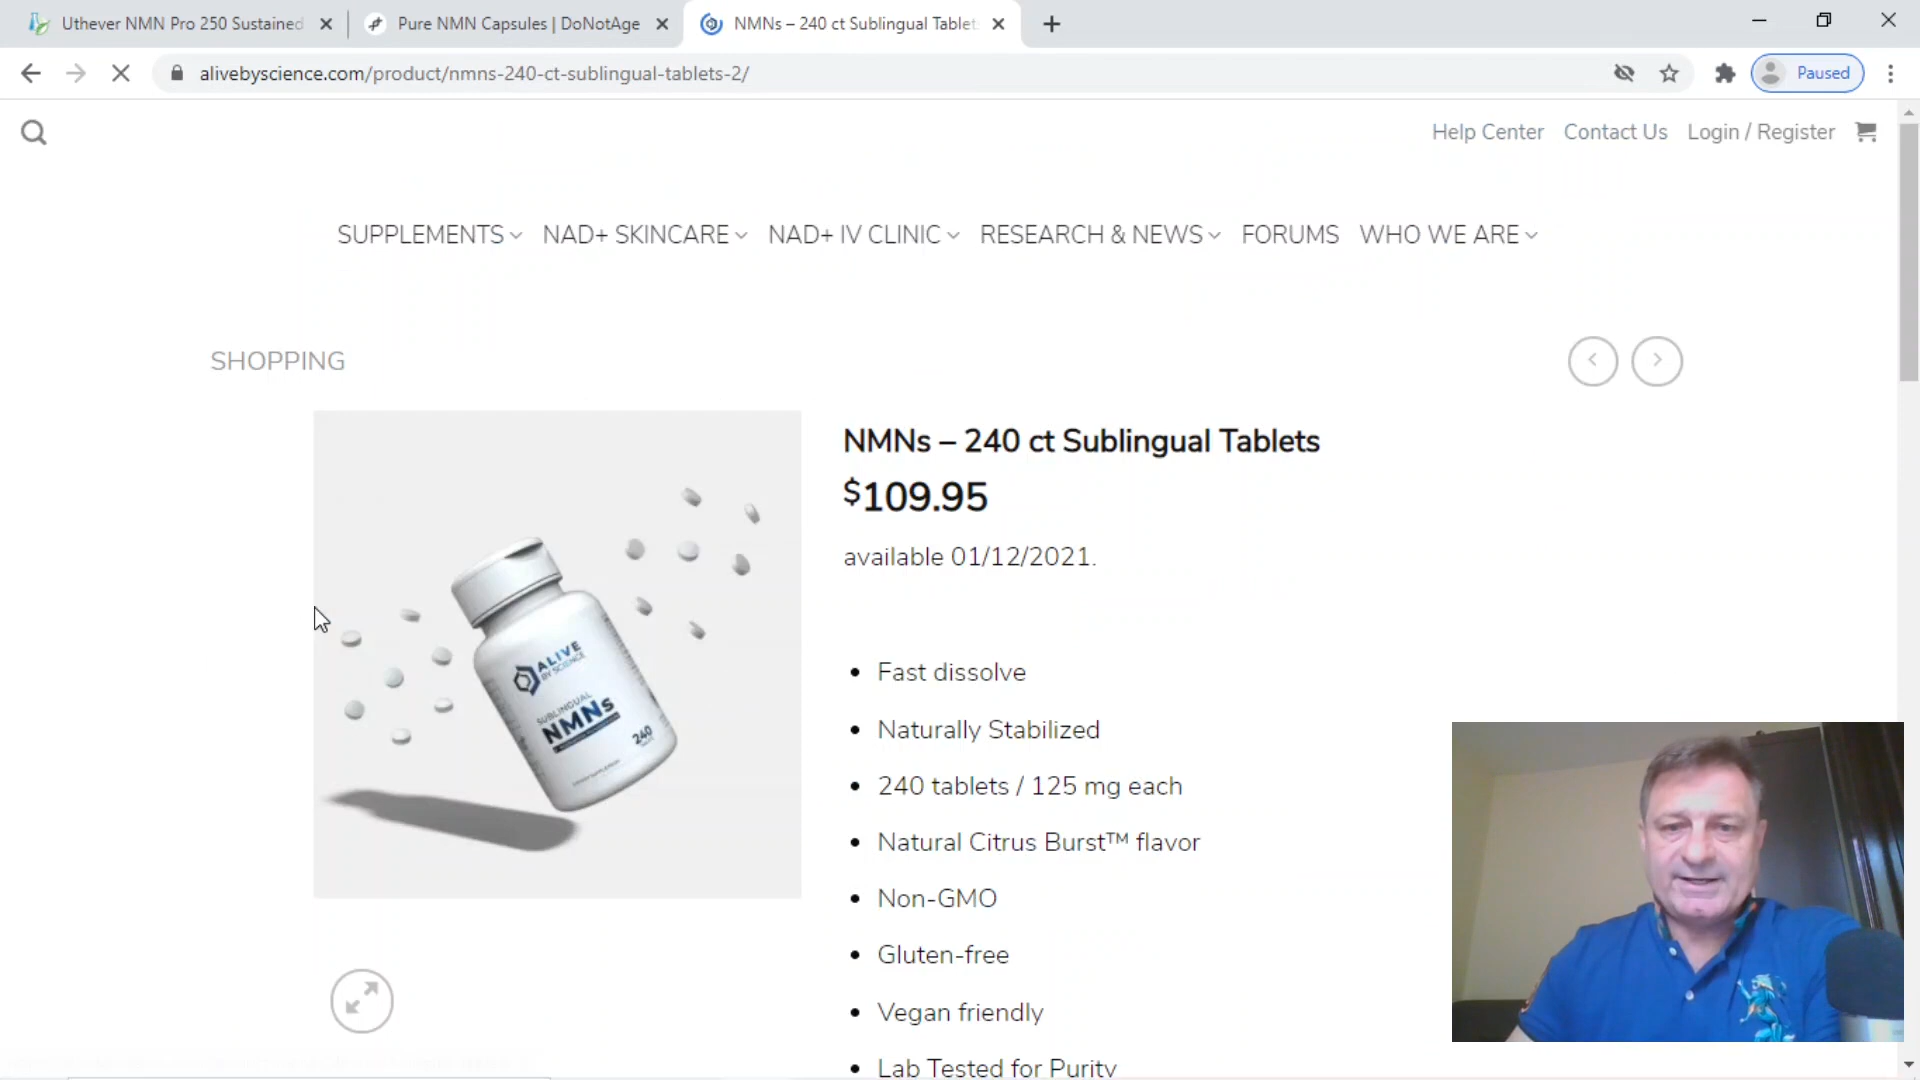 Uthever NMN Pro 250 Sustained
Pure NMN Capsules | DoNotAge
NMNs – 240 ct Sublingual Tablet
alivebyscience.com/product/nmns-240-ct-sublingual-tablets-2/
Paused
Help Center
Contact Us
Login / Register
SUPPLEMENTS
NAD+ SKINCARE
NAD+ IV CLINIC
RESEARCH & NEWS
FORUMS
WHO WE ARE
SHOPPING
NMNs – 240 ct Sublingual Tablets
$109.95
available 01/12/2021.
• Fast dissolve
• Naturally Stabilized
• 240 tablets / 125 mg each
• Natural Citrus Burst™ flavor
• Non-GMO
• Gluten-free
• Vegan friendly
• Lab Tested for Purity
ALIVE
BY SCIENCE
SUBLINGUAL
NMNs
240